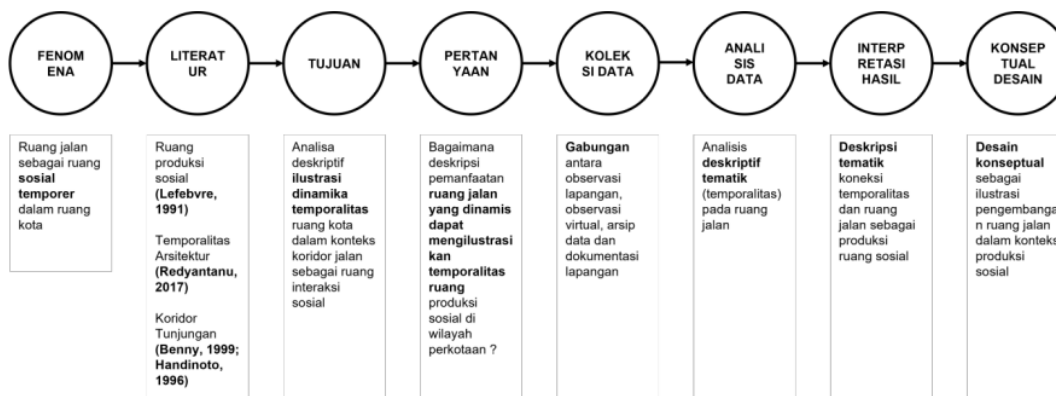 FENOM
ENA
LITERAT
UR
TUJUAN
PERTAN
YAAN
KOLEK
SI DATA
ANALI
SIS
DATA
INTERP
RETASI
HASIL
KONSEP
TUAL
DESAIN
Ruang jalan
sebagai ruang
sosial
temporer
dalam ruang
kota
Ruang
produksi
sosial
(Lefebvre,
1991)
Temporalitas
Arsitektur
(Redyantanu,
2017)
Koridor
Tunjungan
(Benny, 1999;
Handinoto,
1996)
Analisa
deskriptif
ilustrasi
dinamika
temporalitas
ruang kota
dalam konteks
koridor jalan
sebagai ruang
interaksi
sosial
Bagaimana
deskripsi
pemanfaatan
ruang jalan
yang dinamis
dapat
mengilustrasi
kan
temporalitas
ruang
produksi
sosial di
wilayah
perkotaan ?
Gabungan
antara
observasi
lapangan,
observasi
virtual, arsip
data dan
dokumentasi
lapangan
Analisis
deskriptif
tematik
(temporalitas)
pada ruang
jalan
Deskripsi
tematik
koneksi
temporalitas
dan ruang
jalan sebagai
produksi
ruang sosial
Desain
konseptual
sebagai
ilustrasi
pengembanga
n ruang jalan
dalam konteks
produksi
sosial